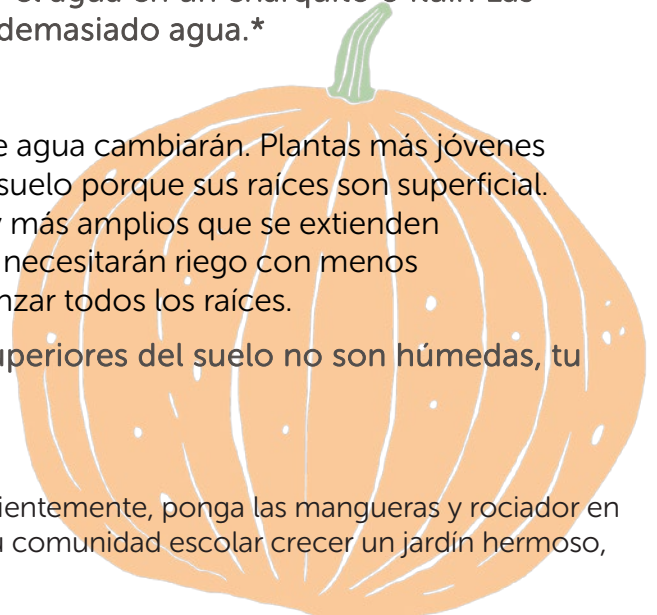 demasiado agua.*
e agua cambiarán. Plantas más jóvenes
suelo porque sus raíces son superficial.
más amplios que se extienden
necesitarán riego con menos
nzar todos los raíces.
uperiores del suelo no son húmedas, tu
ientemente, ponga las mangueras y rociador en
u comunidad escolar crecer un jardín hermoso,